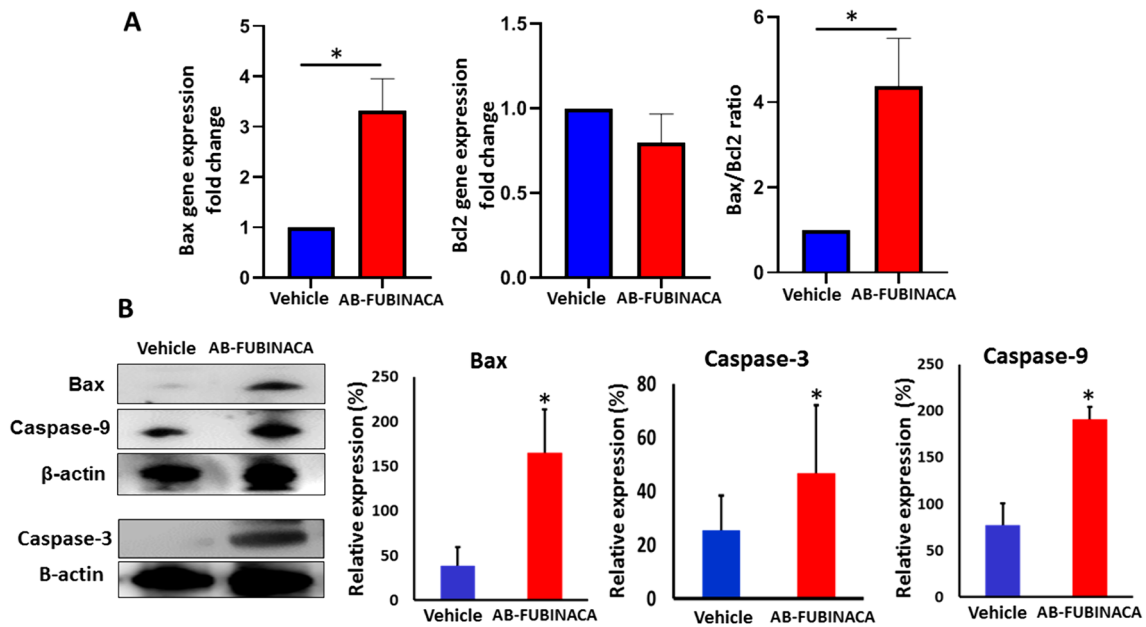 A
Bax gene expression
fold change
5
4
3
2
1
0
*
Vehicle AB-FUBINACA
Bcl2 gene expression
fold change
1.5
1.0
0.5
0.0
Vehicle AB-FUBINACA
Bax/Bcl2 ratio
6
4
2
0
*
Vehicle AB-FUBINACA
B
Vehicle AB-FUBINACA
Bax
Caspase-9
β-actin
Caspase-3
B-actin
Bax
Relative expression (%)
250
200
150
100
50
0
*
Vehicle AB-FUBINACA
Caspase-3
Relative expression (%)
80
60
40
20
0
*
Vehicle AB-FUBINACA
Caspase-9
Relative expression (%)
250
200
150
100
50
0
*
Vehicle AB-FUBINACA